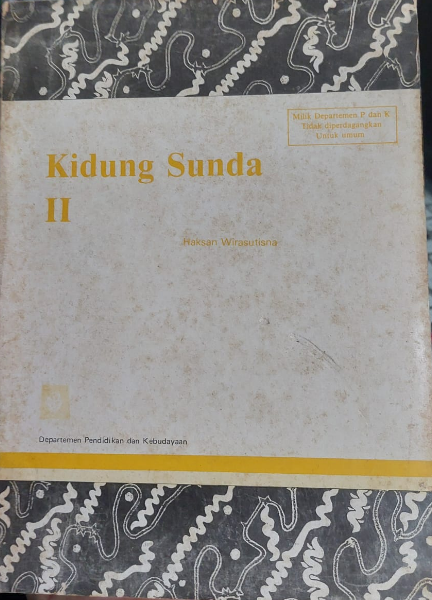 Milik Departemen P dan K
Tidak diperdagangkan
Untuk umum
Kidung Sunda
II
Haksan Wirasutisna
Departemen Pendidikan dan Kebudayaan